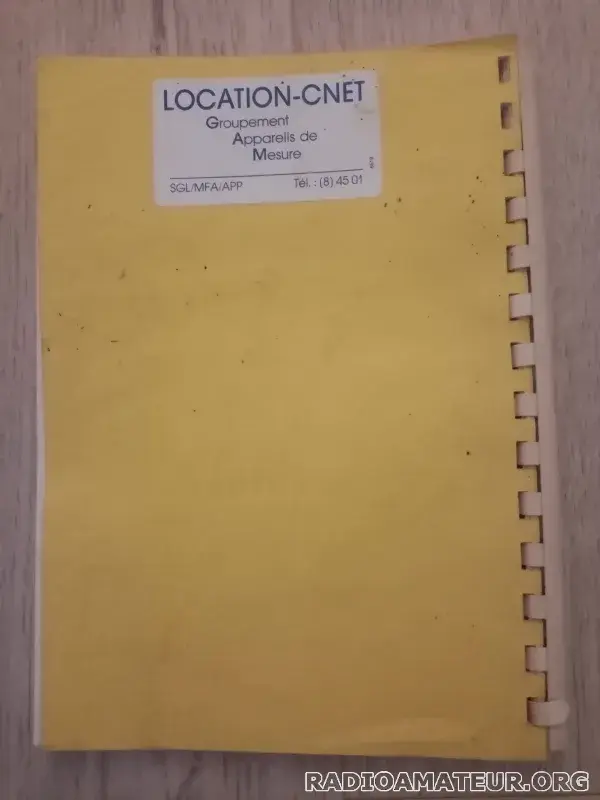 LOCATION-CNET
Groupement
Appareils de
Mesure
SGL/MFA/APP Tél. : (8) 45 01
RADIOAMATEUR.ORG